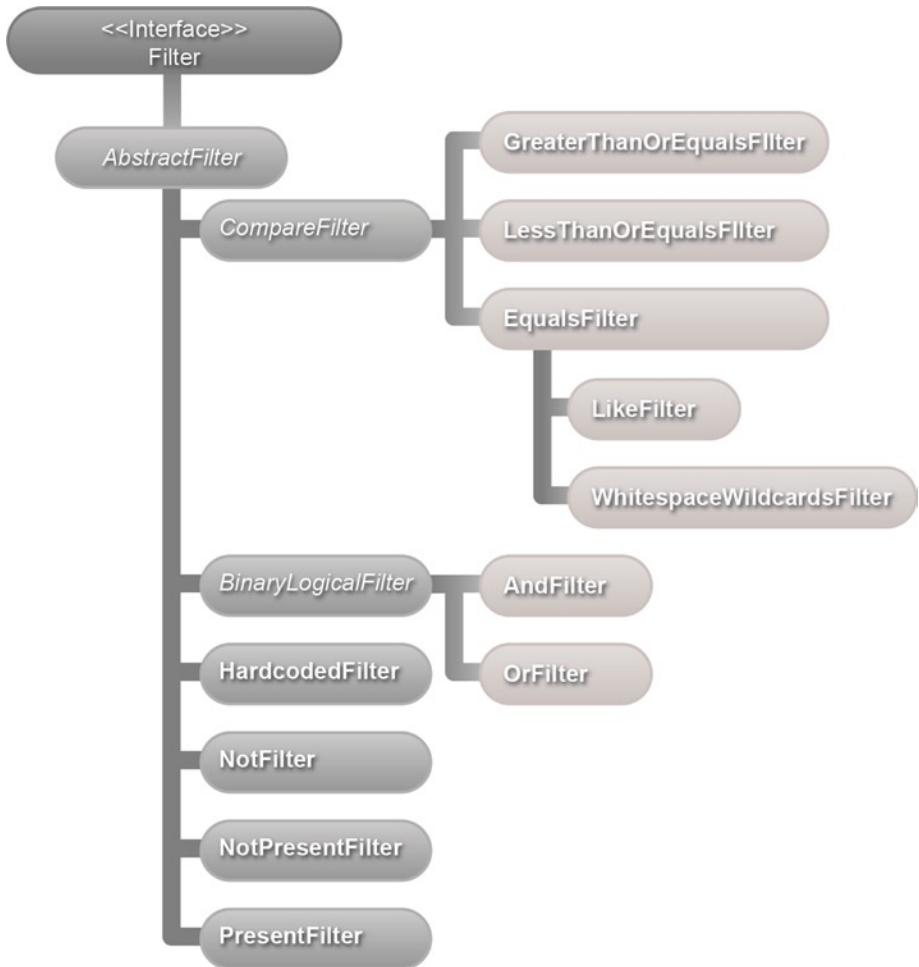 <<Interface>>
Filter
AbstractFilter
GreaterThanOrEqualsFIlter
CompareFilter
LessThanOrEqualsFIlter
EqualsFilter
LikeFilter
WhitespaceWildcardsFilter
BinaryLogicalFilter
AndFilter
HardcodedFilter
OrFilter
NotFilter
NotPresentFilter
PresentFilter